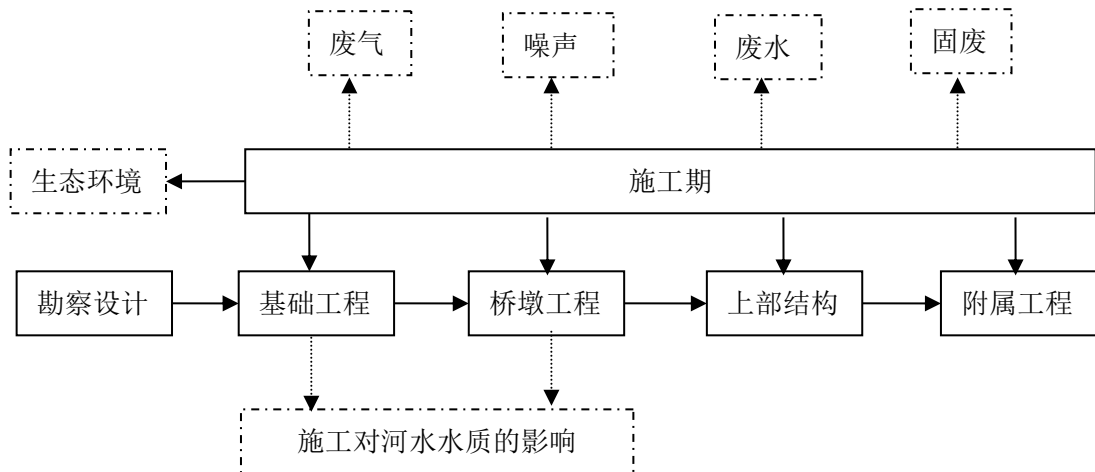 废气
噪声
废水
固废
生态环境
施工期
勘察设计
基础工程
桥墩工程
上部结构
附属工程
施工对河水水质的影响